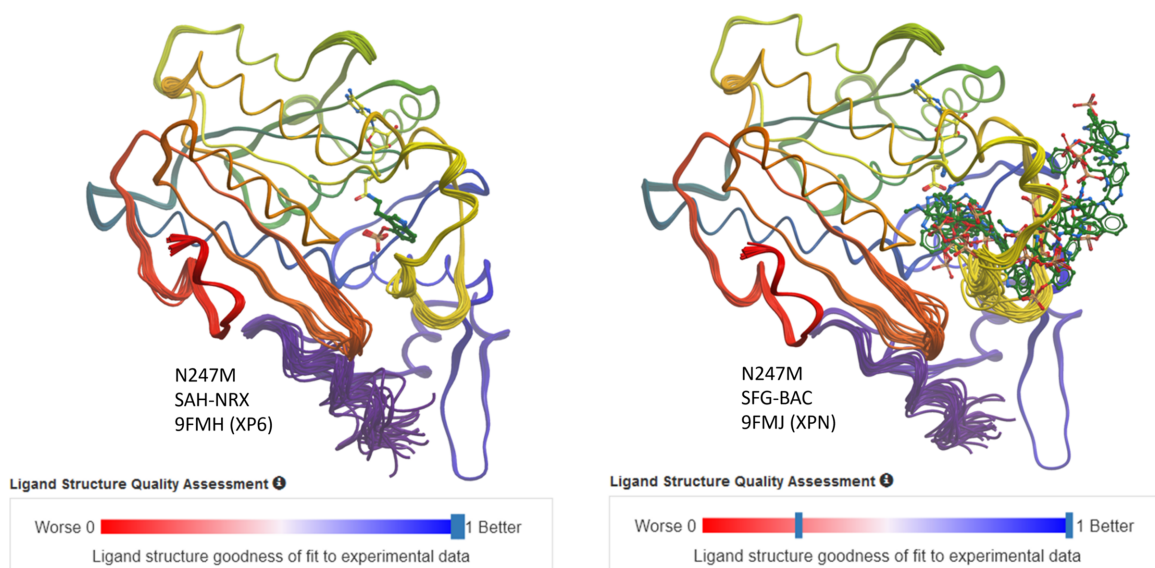 N247M
SAH-NRX
9FMH (XP6)
Ligand Structure Quality Assessment
Worse 0 1 Better
Ligand structure goodness of fit to experimental data
N247M
SFG-BAC
9FMJ (XPN)
Ligand Structure Quality Assessment
Worse 0 1 Better
Ligand structure goodness of fit to experimental data